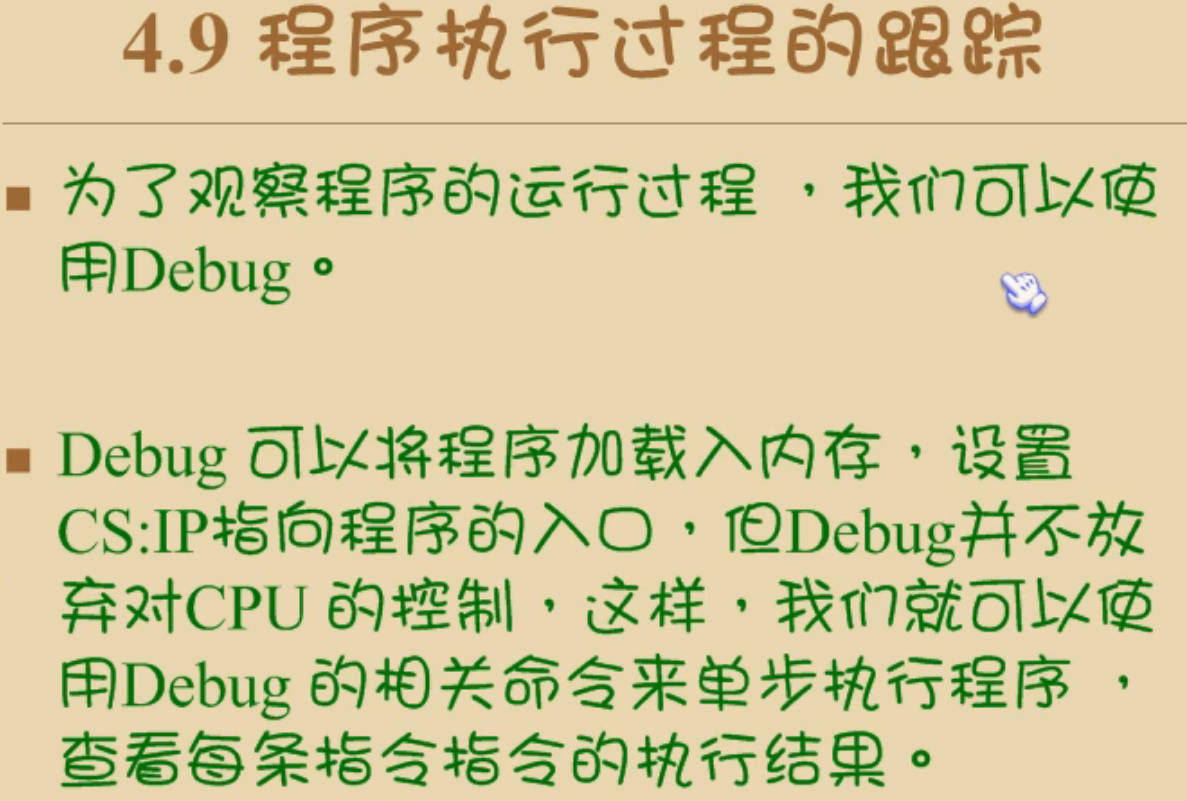 4.9 程序执行过程的跟踪
为了观察程序的运行过程 ，我们可以使
用Debug。
Debug 可以将程序加载入内存，设置
CS:IP指向程序的入口，但Debug并不放
弃对CPU 的控制，这样，我们就可以使
用Debug 的相关命令来单步执行程序 ，
查看每条指令指令的执行结果。